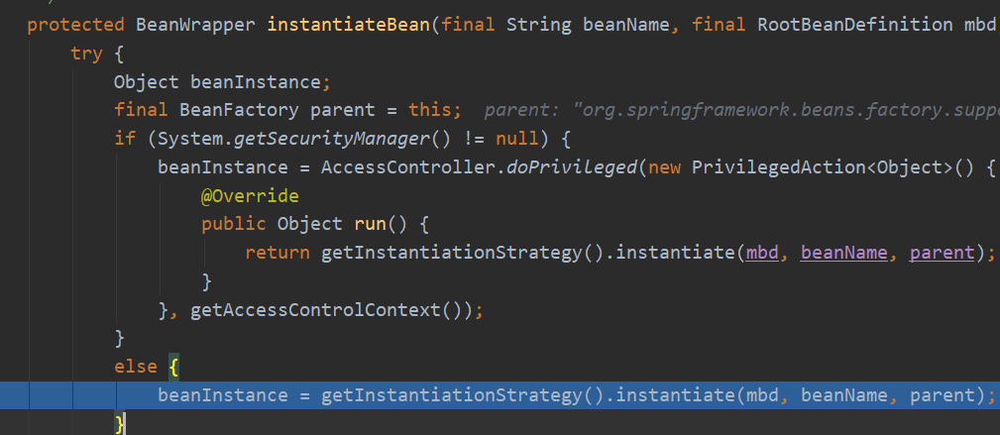 protected BeanWrapper instantiateBean(final String beanName, final RootBeanDefinition mbd
try {
Object beanInstance;
final BeanFactory parent = this; parent: "org.springframework.beans.factory.suppo
if (System.getSecurityManager() != null) {
beanInstance = AccessController.doPrivileged(new PrivilegedAction<Object>() {
@Override
public Object run() {
return getInstantiationStrategy().instantiate(mbd, beanName, parent);
}
}, getAccessControlContext());
}
else {
beanInstance = getInstantiationStrategy().instantiate(mbd, beanName, parent);
}